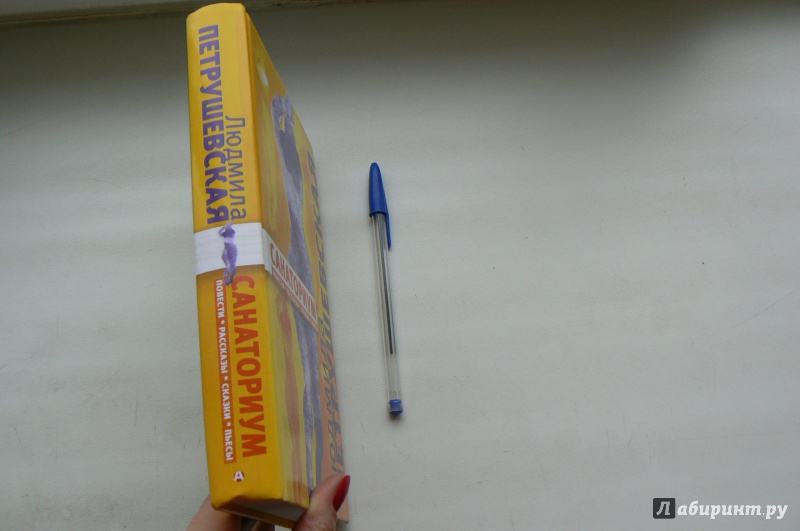 Людмила
ПЕТРУШЕВСКАЯ
САНАТОРИУМ
ПОВЕСТИ • РАССКАЗЫ • СКАЗКИ • ПЬЕСЫ
САНАТОРИУМ
Лабиринт.ру